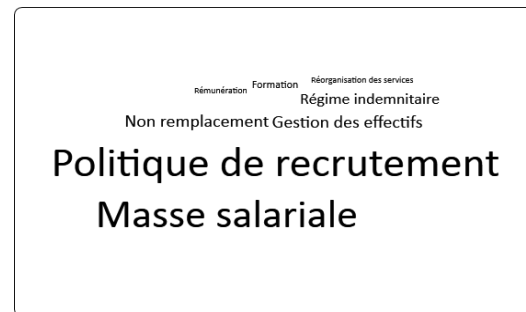 Réorganisation des services
Formation
Rémunération
Régime indemnitaire
Non remplacement
Gestion des effectifs
Politique de recrutement
Masse salariale